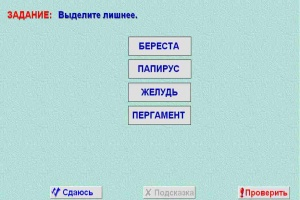 ЗАДАНИЕ: Выделите лишнее.
БЕРЕСТА
ПАПИРУС
ЖЕЛУДЬ
ПЕРГАМЕНТ
Сдаюсь Подсказка Проверить